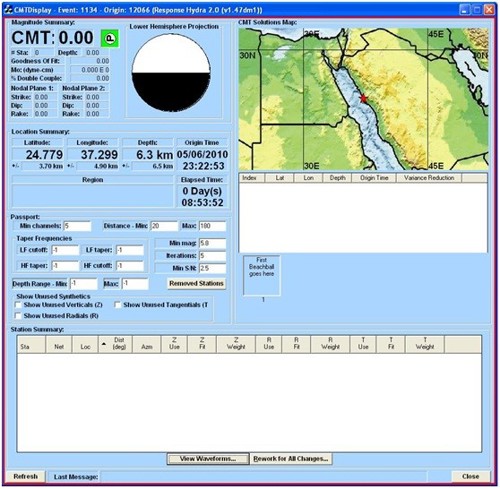 CMTDisplay - Event: 1134 - Origin: 12066 (Response Hydra 2.0 (v1.47dm1))
Magnitude Summary:
CMT: 0.00
# Sta: 0 Depth: 0.00
Goodness Of Fit: 0.00
Mo: (dyne-cm) 0.000 E 0
% Double Couple: 0.00
Nodal Plane 1: Nodal Plane 2:
Strike: 0.00 Strike: 0.00
Dip: 0.00 Dip: 0.00
Rake: 0.00 Rake: 0.00
Lower Hemisphere Projection
CMT Solutions Map:
30E 45E
30N 30N
30E 45E
Location Summary:
Latitude: Longitude: Depth: Origin Time
24.779 37.299 6.3 km 05/06/2010
+/- 3.70 km +/- 4.90 km +/- 6.5 km 23:22:53
Region Elapsed Time:
0 Day(s)
08:53:52
Index Lat Lon Depth Origin Time Variance Reduction
Passport:
Min channels: 5 Distance - Min: 20 Max: 180
Taper Frequencies
LF cutoff: -1 LF taper: -1
HF taper: -1 HF cutoff: -1
Min mag: 5.8
Iterations: 5
Min S/N: 2.5
Depth Range - Min: -1 Max: -1 Removed Stations
Show Unused Synthetics
Show Unused Verticals (Z) Show Unused Tangentials (T
Show Unused Radials (R)
First
Beachball
goes here
1
Station Summary:
Sta Net Loc Dist (deg) Azm Z Use Z Fit Z Weight R Use R Fit R Weight T Use T Fit T Weight
View Waveforms... Rework for All Changes...
Refresh Last Message: Close